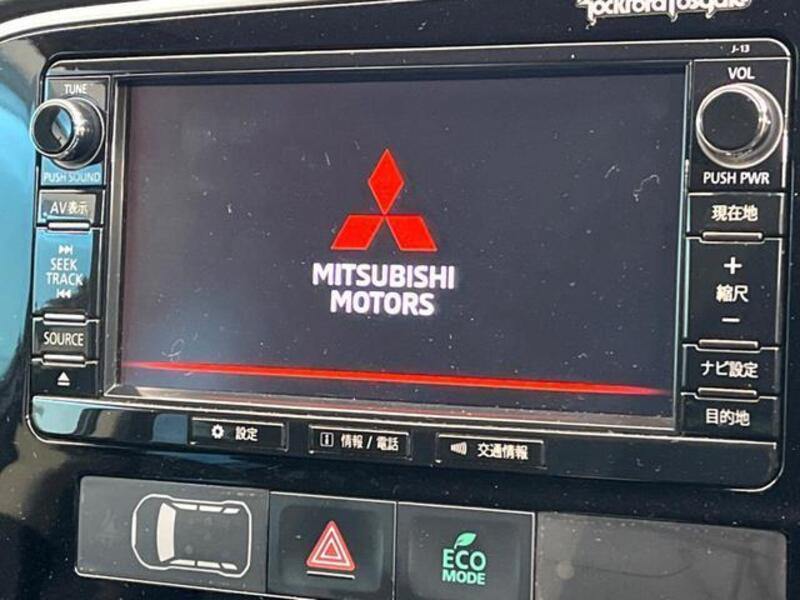 Rockford Fosgate
J-13
TUNE
PUSH SOUND
AV表示
SEEK
TRACK
SOURCE
MITSUBISHI
MOTORS
VOL
PUSH PWR
現在地
+
縮尺
−
ナビ設定
目的地
設定
i 情報 / 電話
交通情報
ECO
MODE